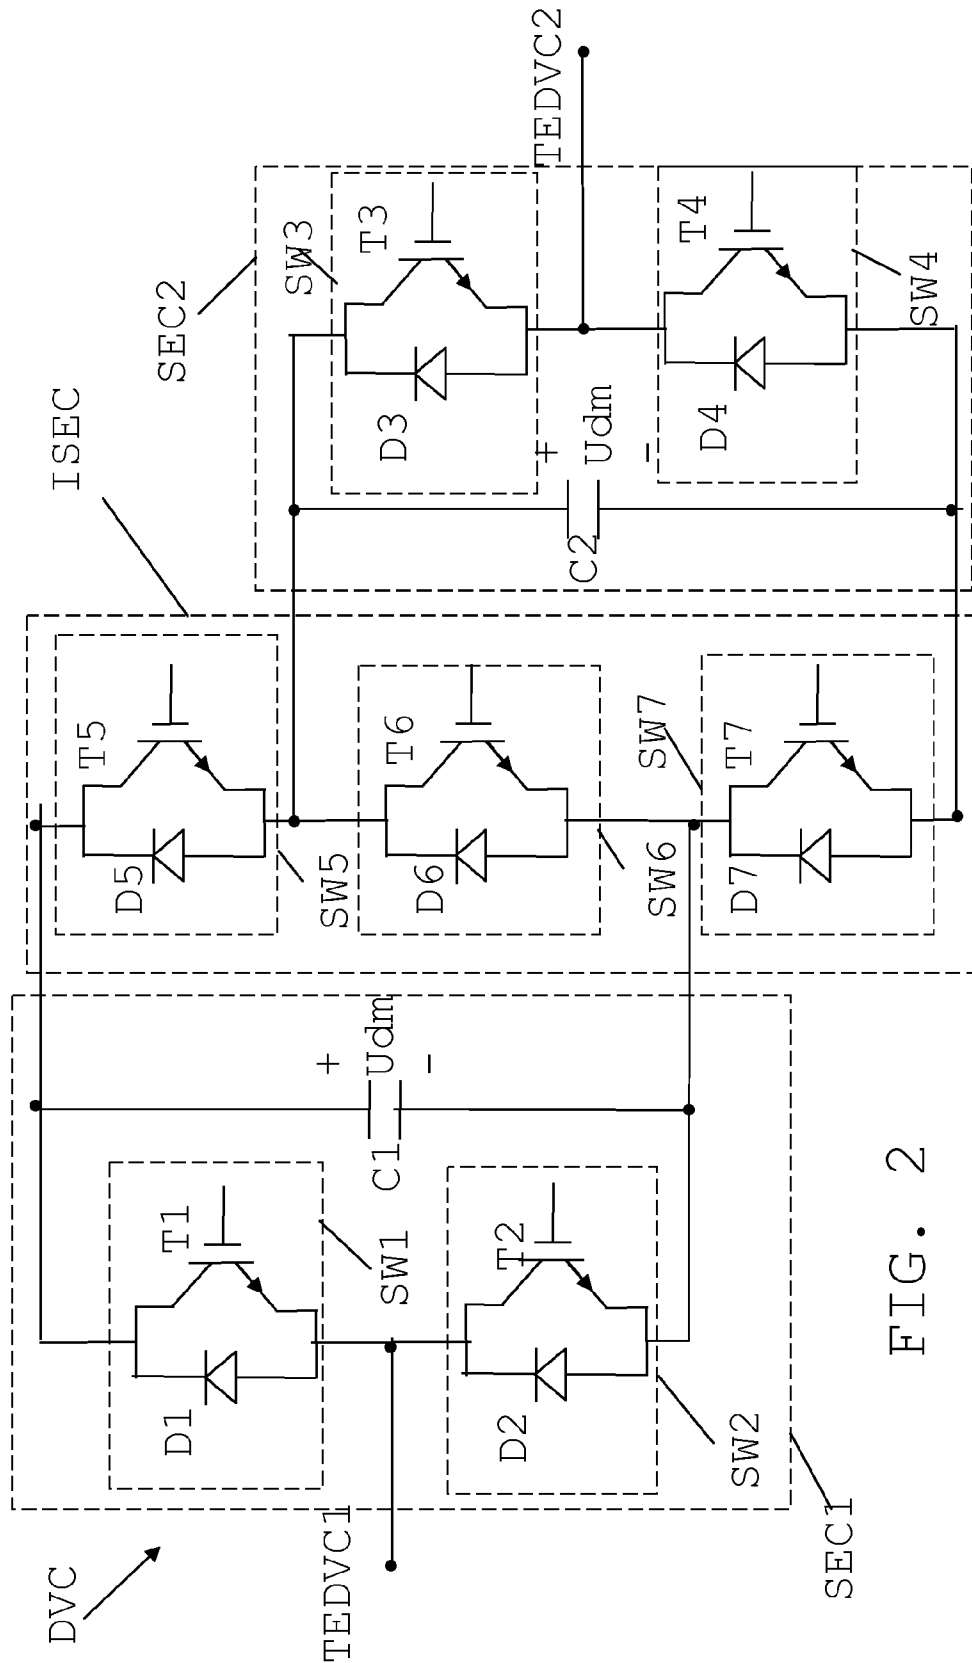 DVC
TEDVC1
SEC1
D1
T1
SW1
D2
T2
SW2
C1
+
Udm
-
ISEC
D5
T5
SW5
D6
T6
SW6
D7
T7
SW7
SEC2
C2
+
Udm
-
D3
T3
SW3
D4
T4
SW4
TEDVC2
FIG. 2